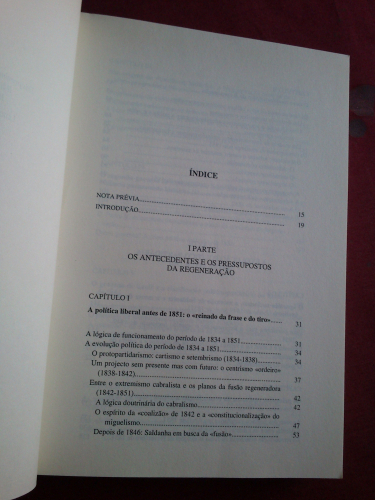 ÍNDICE
NOTA PRÉVIA 15
INTRODUÇÃO 19
I PARTE
OS ANTECEDENTES E OS PRESSUPOSTOS
DA REGENERAÇÃO
CAPÍTULO I
A política liberal antes de 1851: o «reinado da frase e do tiro» 31
A lógica de funcionamento do período de 1834 a 1851 31
A evolução política do período de 1834 a 1851 34
O protopartidarismo: cartismo e setembrismo (1834-1838) 34
Um projecto sem presente mas com futuro: o centrismo «ordeiro»
(1838-1842) 37
Entre o extremismo cabralista e os planos da fusão regeneradora
(1842-1851) 42
A lógica doutrinária do cabralismo 42
O espírito da «coalizão» de 1842 e a «constitucionalização» do
miguelismo 47
Depois de 1846: Saldanha em busca da «fusão» 53